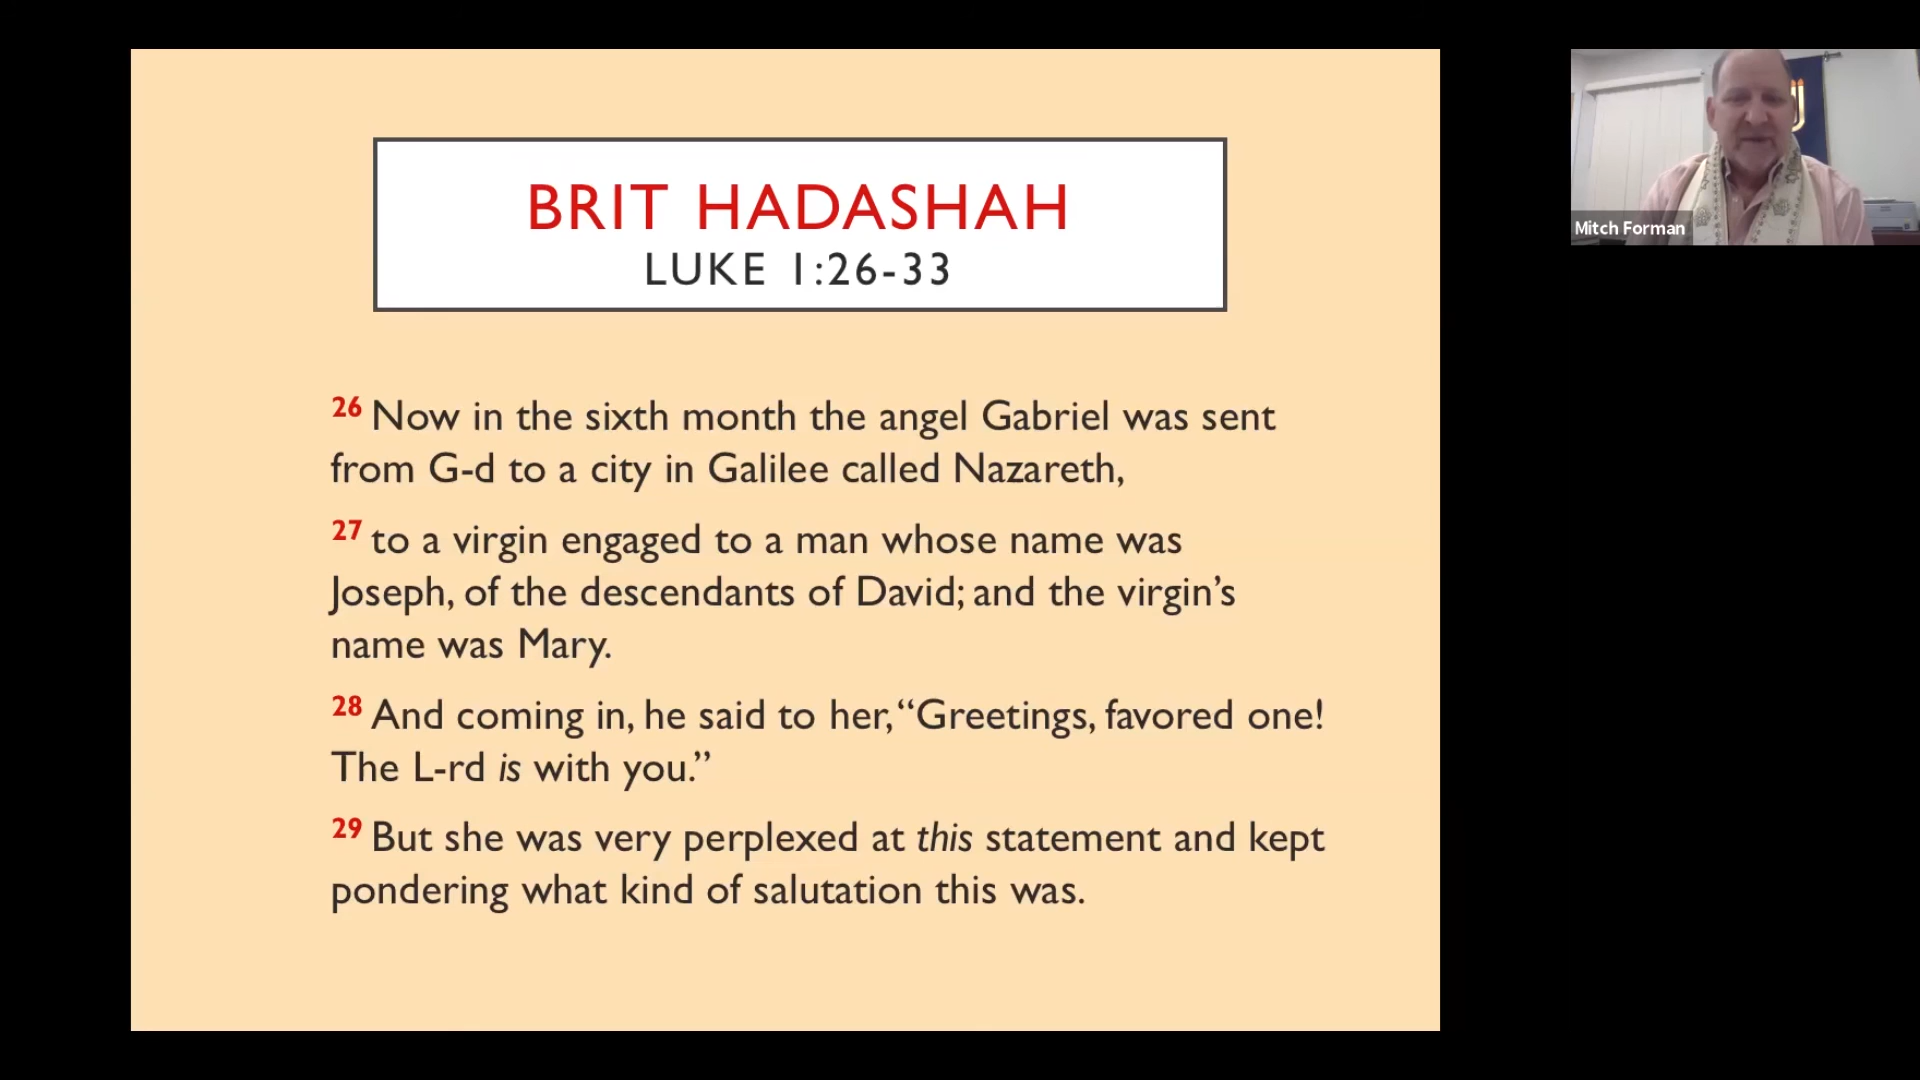 BRIT HADASHAH
LUKE 1:26-33
26 Now in the sixth month the angel Gabriel was sent
from G-d to a city in Galilee called Nazareth,
27 to a virgin engaged to a man whose name was
Joseph, of the descendants of David; and the virgin’s
name was Mary.
28 And coming in, he said to her, “Greetings, favored one!
The L-rd is with you.”
29 But she was very perplexed at this statement and kept
pondering what kind of salutation this was.
Mitch Forman